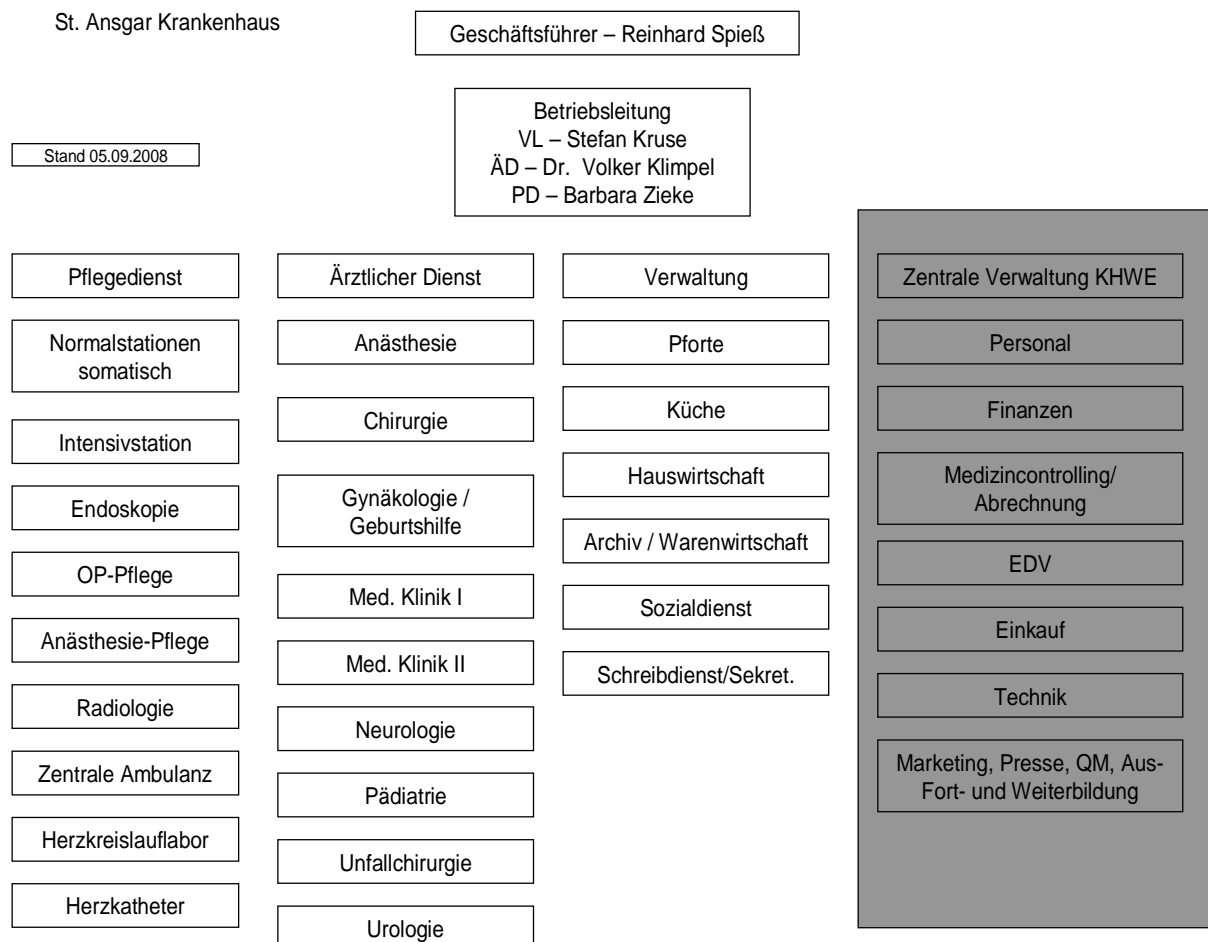 St. Ansgar Krankenhaus
Geschäftsführer – Reinhard Spieß
Betriebsleitung
VL – Stefan Kruse
ÄD – Dr. Volker Klimpel
PD – Barbara Zieke
Stand 05.09.2008
Pflegedienst
Normalstationen
somatisch
Intensivstation
Endoskopie
OP-Pflege
Anästhesie-Pflege
Radiologie
Zentrale Ambulanz
Herzkreislauflabor
Herzkatheter
Ärztlicher Dienst
Anästhesie
Chirurgie
Gynäkologie /
Geburtshilfe
Med. Klinik I
Med. Klinik II
Neurologie
Pädiatrie
Unfallchirurgie
Urologie
Verwaltung
Pforte
Küche
Hauswirtschaft
Archiv / Warenwirtschaft
Sozialdienst
Schreibdienst/Sekret.
Zentrale Verwaltung KHWE
Personal
Finanzen
Medizincontrolling/
Abrechnung
EDV
Einkauf
Technik
Marketing, Presse, QM, Aus-
Fort- und Weiterbildung